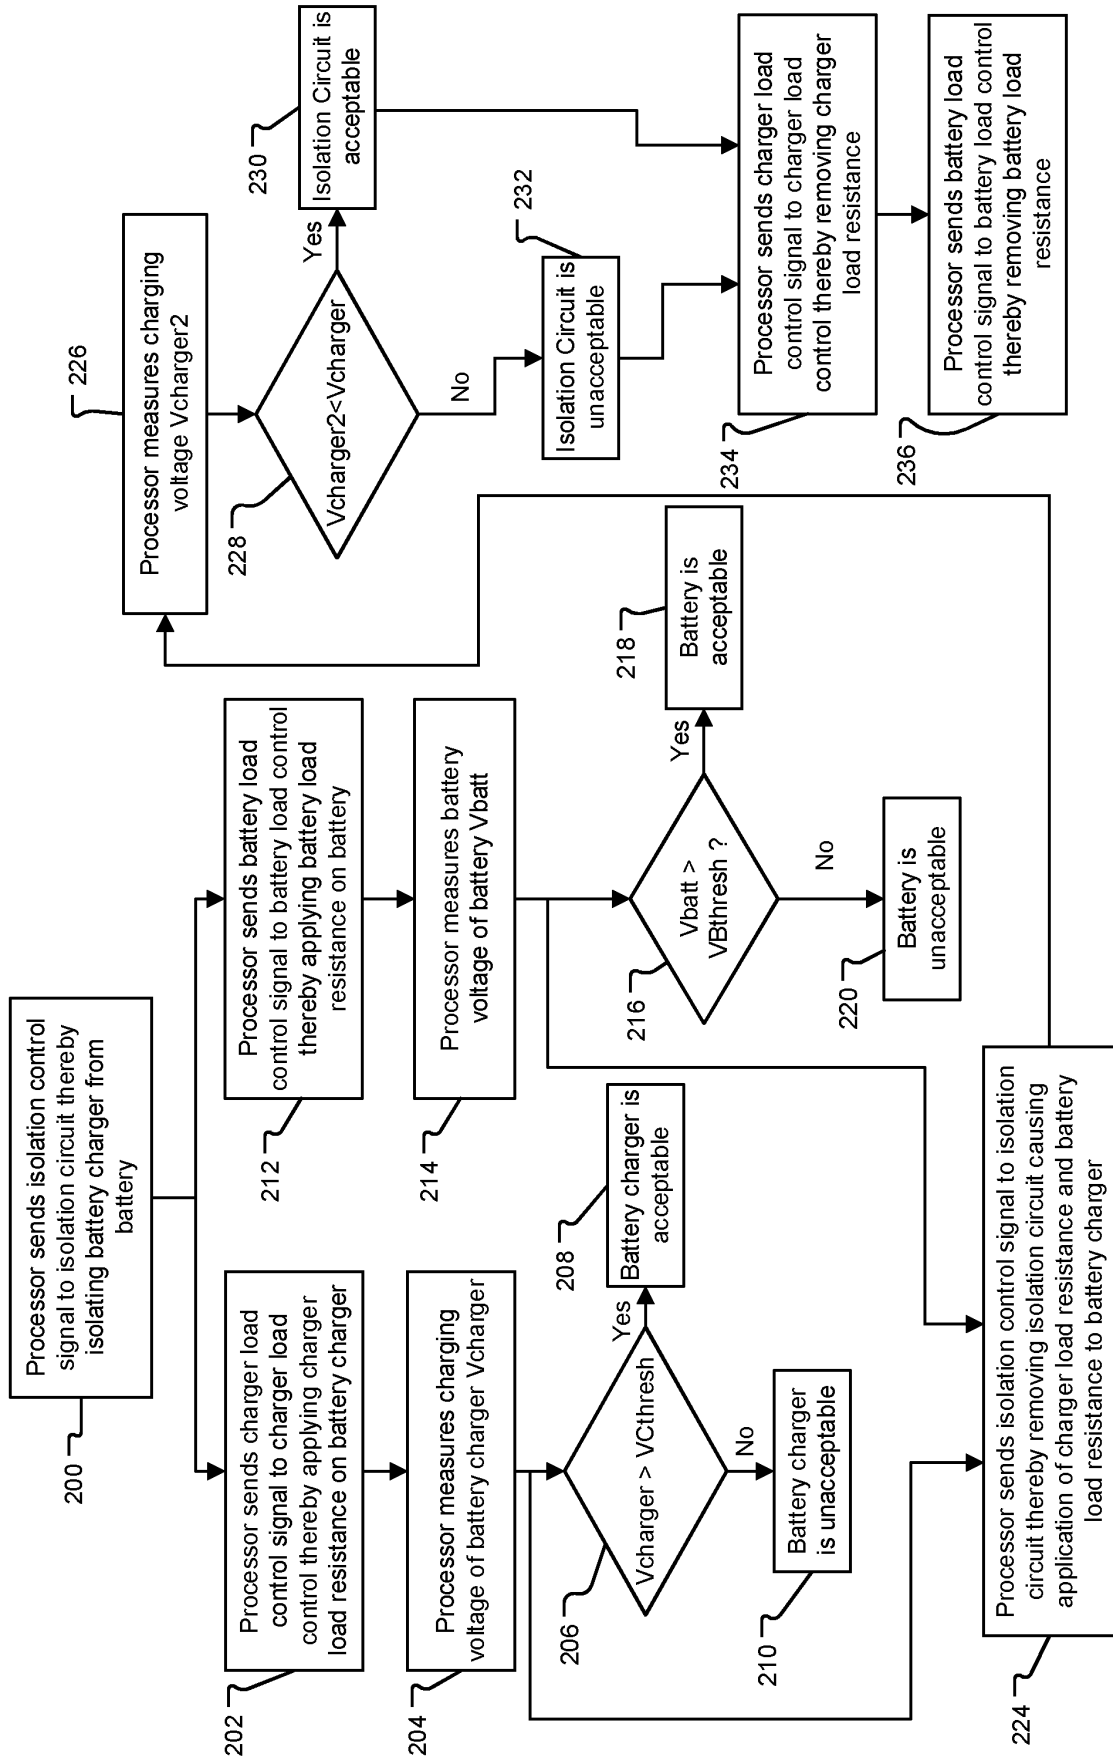 Processor sends isolation control
signal to isolation circuit thereby
isolating battery charger from
battery
200
Processor sends charger load
control signal to charger load
control thereby applying charger
load resistance on battery charger
202
Processor measures charging
voltage of battery charger Vcharger
204
Vcharger > VCthresh
206
Yes
Battery charger is
acceptable
208
No
Battery charger
is unacceptable
210
Processor sends battery load
control signal to battery load control
thereby applying battery load
resistance on battery
212
Processor measures battery
voltage of battery Vbatt
214
Vbatt >
VBthresh ?
216
Yes
Battery is
acceptable
218
No
Battery is
unacceptable
220
Processor sends isolation control signal to isolation
circuit thereby removing isolation circuit causing
application of charger load resistance and battery
load resistance to battery charger
224
Processor measures charging
voltage Vcharger2
226
Vcharger2<Vcharger
228
Yes
Isolation Circuit is
acceptable
230
No
Isolation Circuit is
unacceptable
232
Processor sends charger load
control signal to charger load
control thereby removing charger
load resistance
234
Processor sends battery load
control signal to battery load control
thereby removing battery load
resistance
236